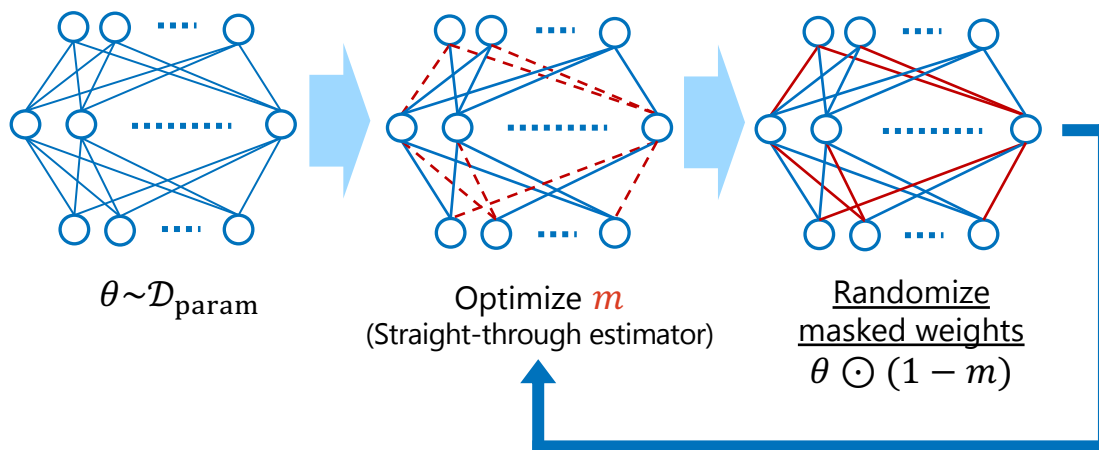 θ~𝒟param
Optimize m
(Straight-through estimator)
Randomize
masked weights
θ ⊙ (1 − m)